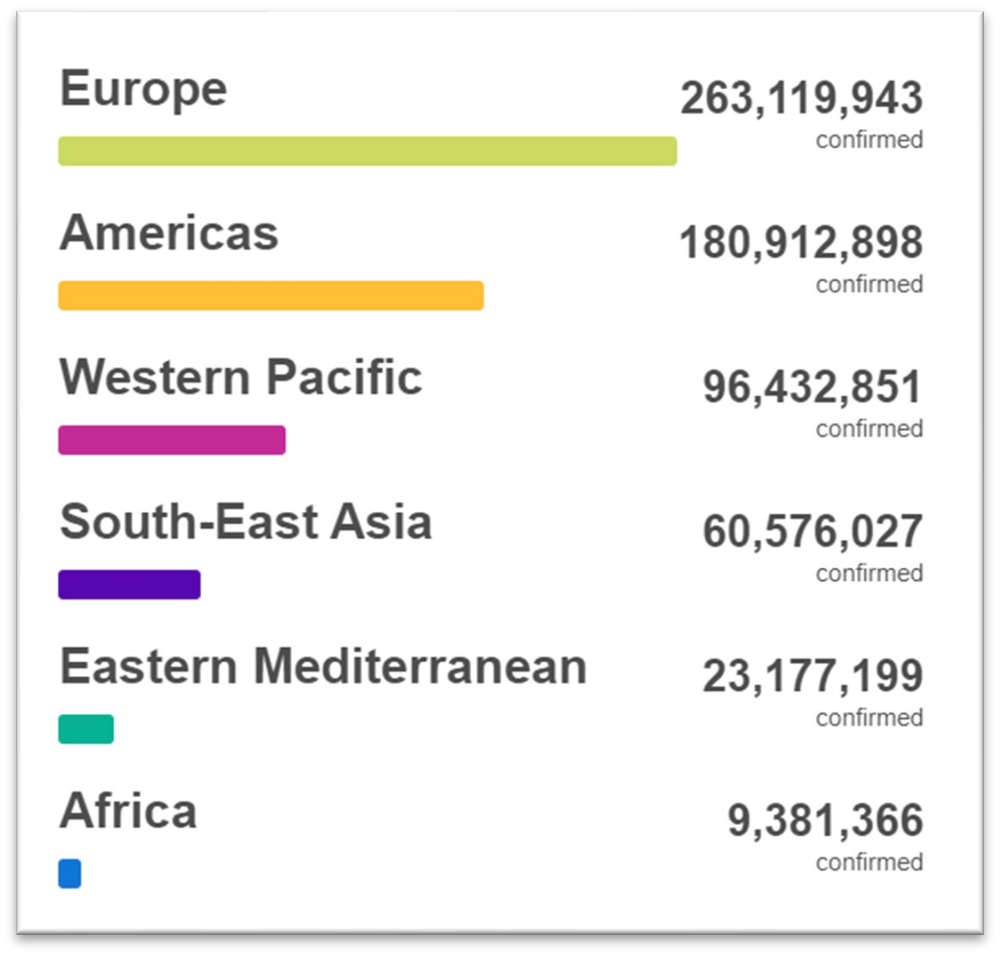 Europe
263,119,943
confirmed
Americas
180,912,898
confirmed
Western Pacific
96,432,851
confirmed
South-East Asia
60,576,027
confirmed
Eastern Mediterranean
23,177,199
confirmed
Africa
9,381,366
confirmed